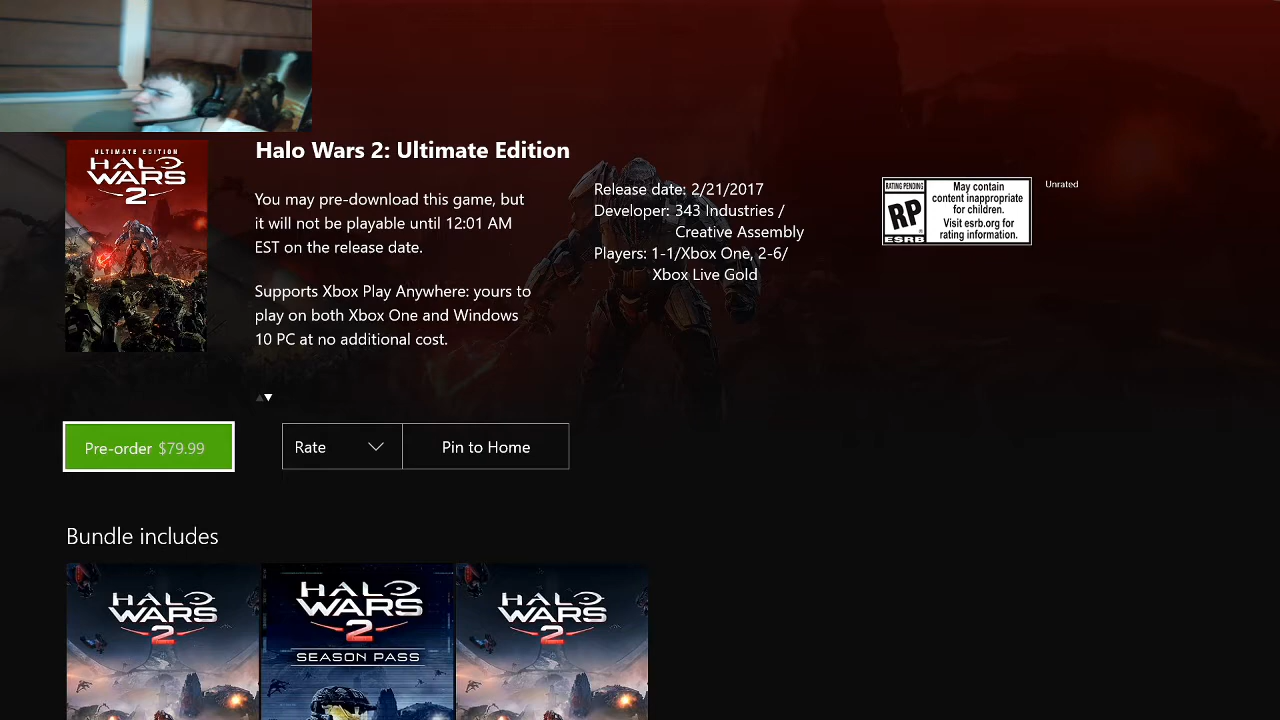 ULTIMATE EDITION
HALO
WARS
2
Halo Wars 2: Ultimate Edition
You may pre-download this game, but
it will not be playable until 12:01 AM
EST on the release date.
Supports Xbox Play Anywhere: yours to
play on both Xbox One and Windows
10 PC at no additional cost.
Release date: 2/21/2017
Developer: 343 Industries /
Creative Assembly
Players: 1-1/Xbox One, 2-6/
Xbox Live Gold
RATING PENDING
RP
ESRB
May contain
content inappropriate
for children.
Visit esrb.org for
rating information.
Unrated
Pre-order $79.99
Rate
Pin to Home
Bundle includes
HALO
WARS
2
HALO
WARS
2
SEASON PASS
HALO
WARS
2